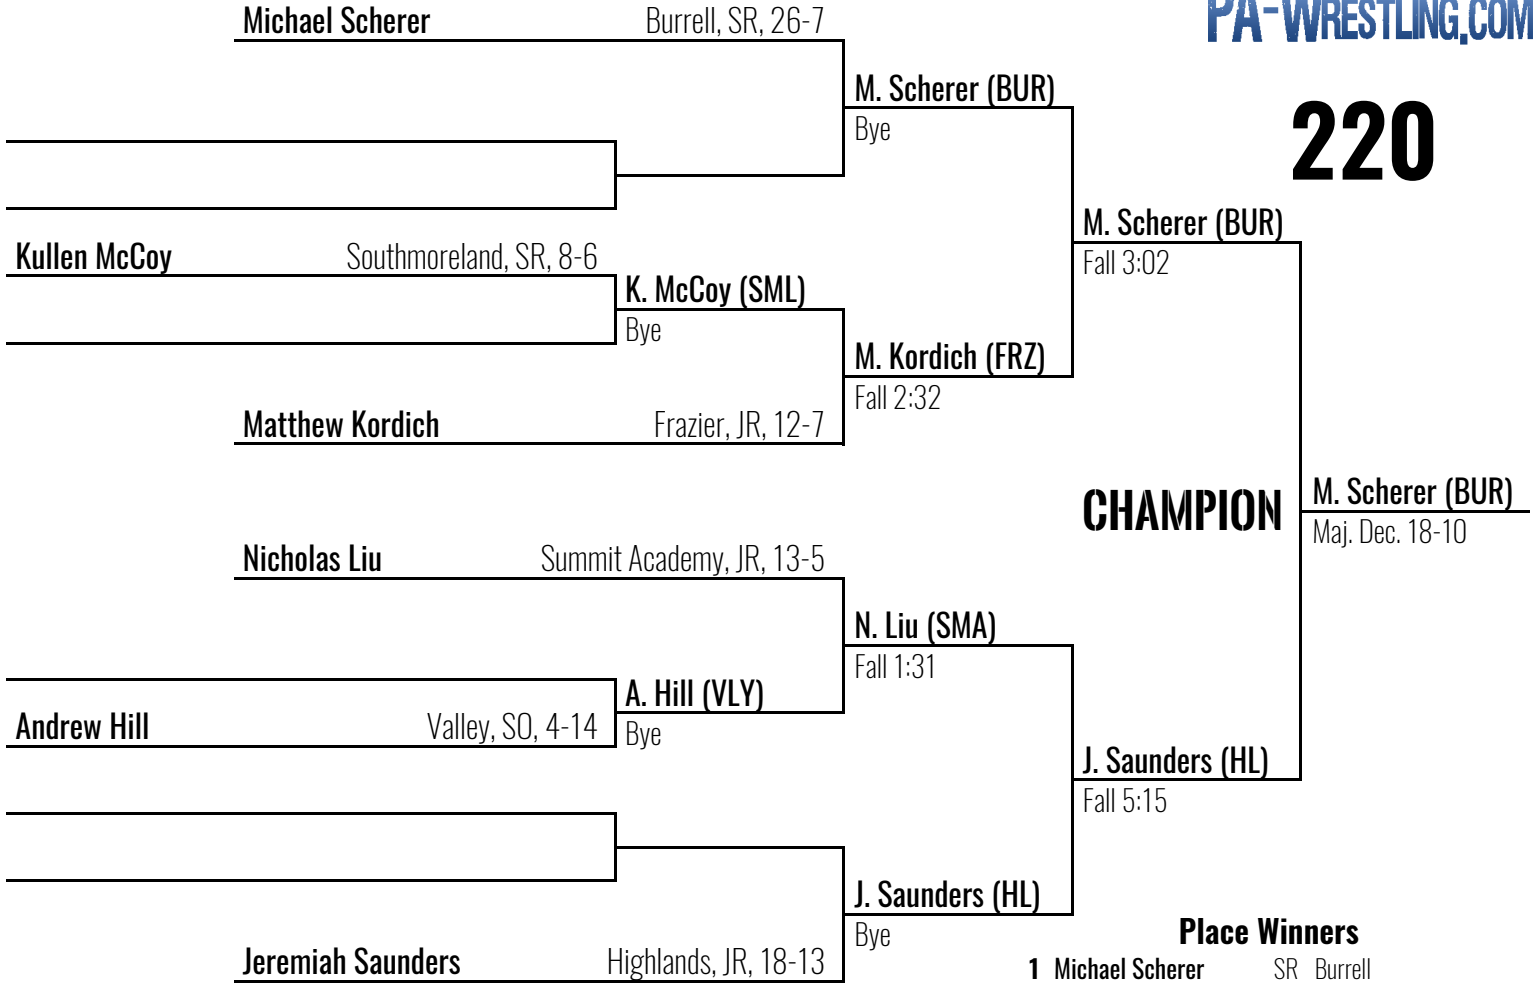 PA-WRESTLING.COM
220
Michael Scherer Burrell, SR, 26-7
M. Scherer (BUR)
Bye
M. Scherer (BUR)
Fall 3:02
Kullen McCoy Southmoreland, SR, 8-6
K. McCoy (SML)
Bye
M. Kordich (FRZ)
Fall 2:32
Matthew Kordich Frazier, JR, 12-7
CHAMPION
M. Scherer (BUR)
Maj. Dec. 18-10
Nicholas Liu Summit Academy, JR, 13-5
N. Liu (SMA)
Fall 1:31
A. Hill (VLY)
Bye
Andrew Hill Valley, SO, 4-14
J. Saunders (HL)
Fall 5:15
J. Saunders (HL)
Bye
Jeremiah Saunders Highlands, JR, 18-13
Place Winners
1 Michael Scherer SR Burrell